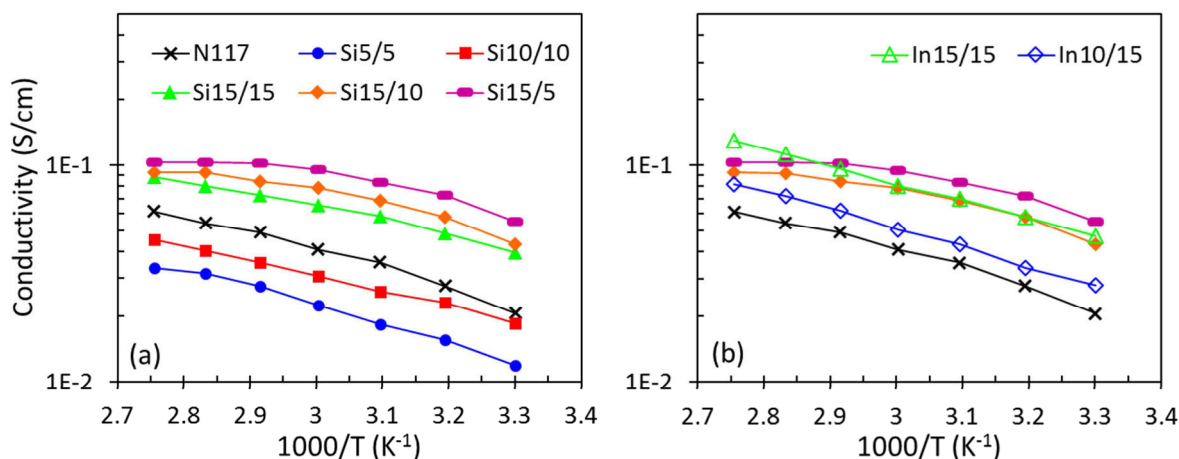 1E-1
1E-2
Conductivity (S/cm)
N117 Si5/5 Si10/10
Si15/15 Si15/10 Si15/5
(a)
2.7 2.8 2.9 3 3.1 3.2 3.3 3.4
1000/T (K⁻¹)
1E-1
1E-2
In15/15 In10/15
(b)
2.7 2.8 2.9 3 3.1 3.2 3.3 3.4
1000/T (K⁻¹)